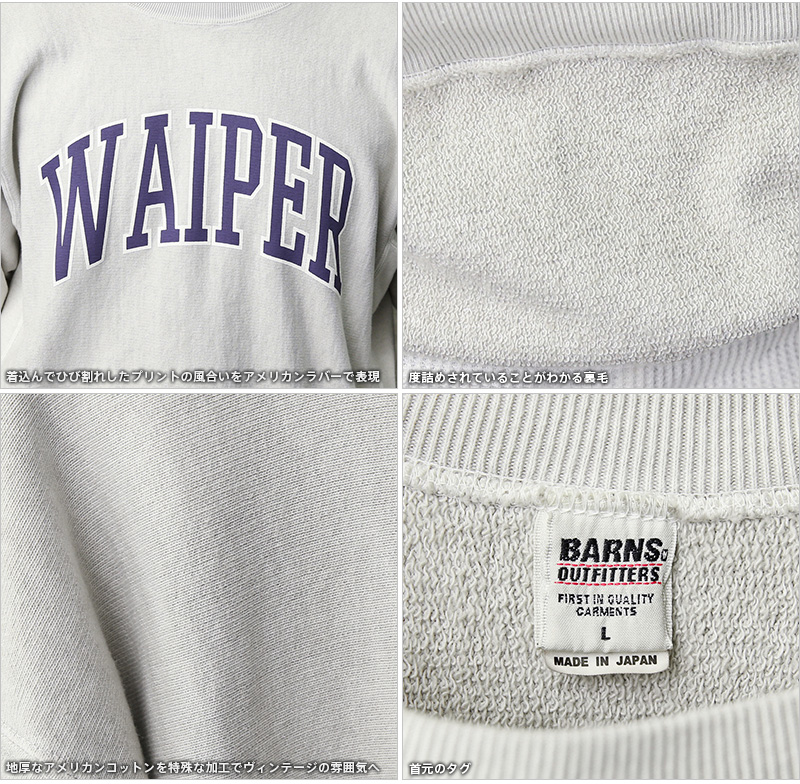 WAIPER
着込んでひび割れしたプリントの風合いをアメリカンラバーで表現
度詰めされていることがわかる裏毛
地厚なアメリカンコットンを特殊な加工でヴィンテージの雰囲気へ
BARNS
OUTFITTERS
FIRST IN QUALITY
GARMENTS
L
MADE IN JAPAN
首元のタグ